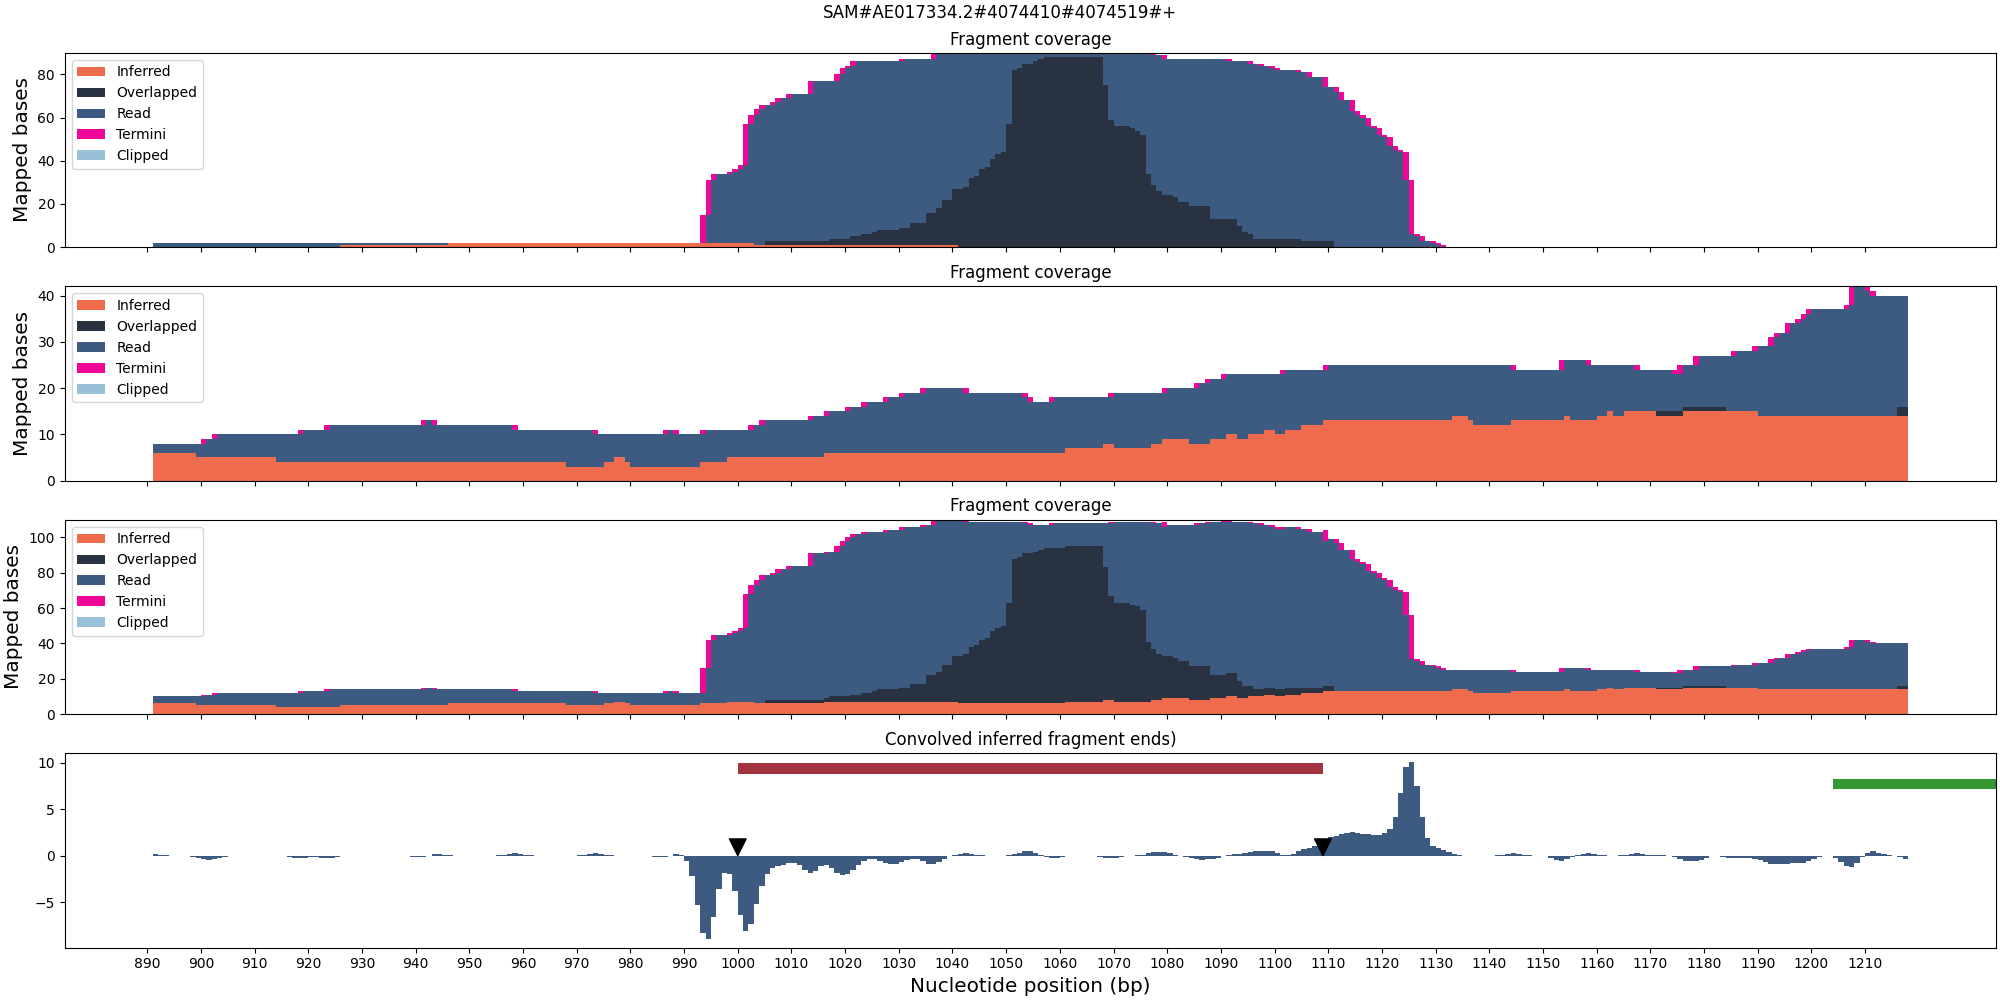 SAM#AE017334.2#4074410#4074519#+
Fragment coverage
Mapped bases
80
60
40
20
0
Inferred
Overlapped
Read
Termini
Clipped
Fragment coverage
Mapped bases
40
30
20
10
0
Inferred
Overlapped
Read
Termini
Clipped
Fragment coverage
Mapped bases
100
80
60
40
20
0
Inferred
Overlapped
Read
Termini
Clipped
Convolved inferred fragment ends)
10
5
0
−5
890 900 910 920 930 940 950 960 970 980 990 1000 1010 1020 1030 1040 1050 1060 1070 1080 1090 1100 1110 1120 1130 1140 1150 1160 1170 1180 1190 1200 1210
Nucleotide position (bp)